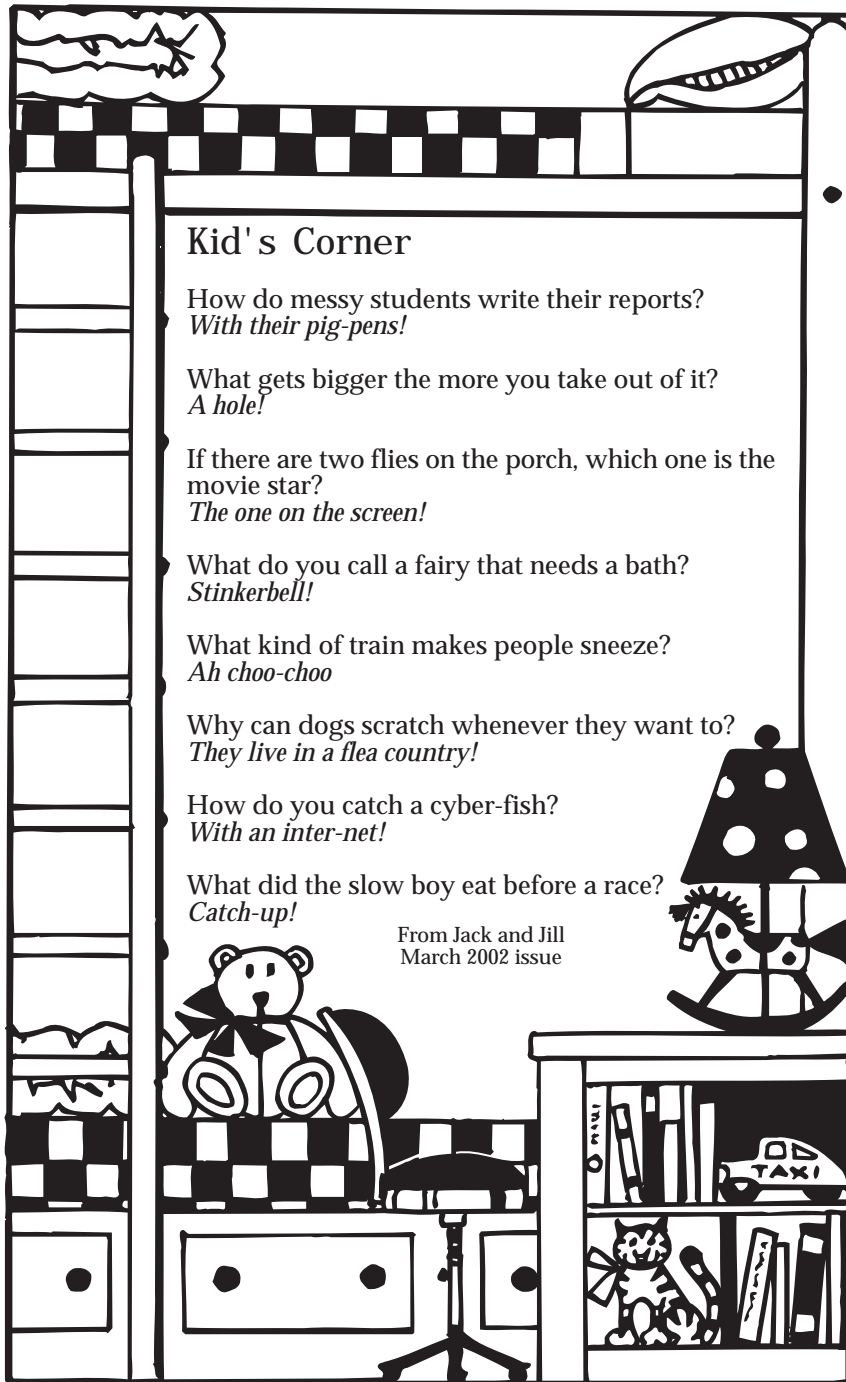 Kid's Corner
How do messy students write their reports?
With their pig-pens!
What gets bigger the more you take out of it?
A hole!
If there are two flies on the porch, which one is the
movie star?
The one on the screen!
What do you call a fairy that needs a bath?
Stinkerbell!
What kind of train makes people sneeze?
Ah choo-choo
Why can dogs scratch whenever they want to?
They live in a flea country!
How do you catch a cyber-fish?
With an inter-net!
What did the slow boy eat before a race?
Catch-up!
From Jack and Jill
March 2002 issue
TAXI